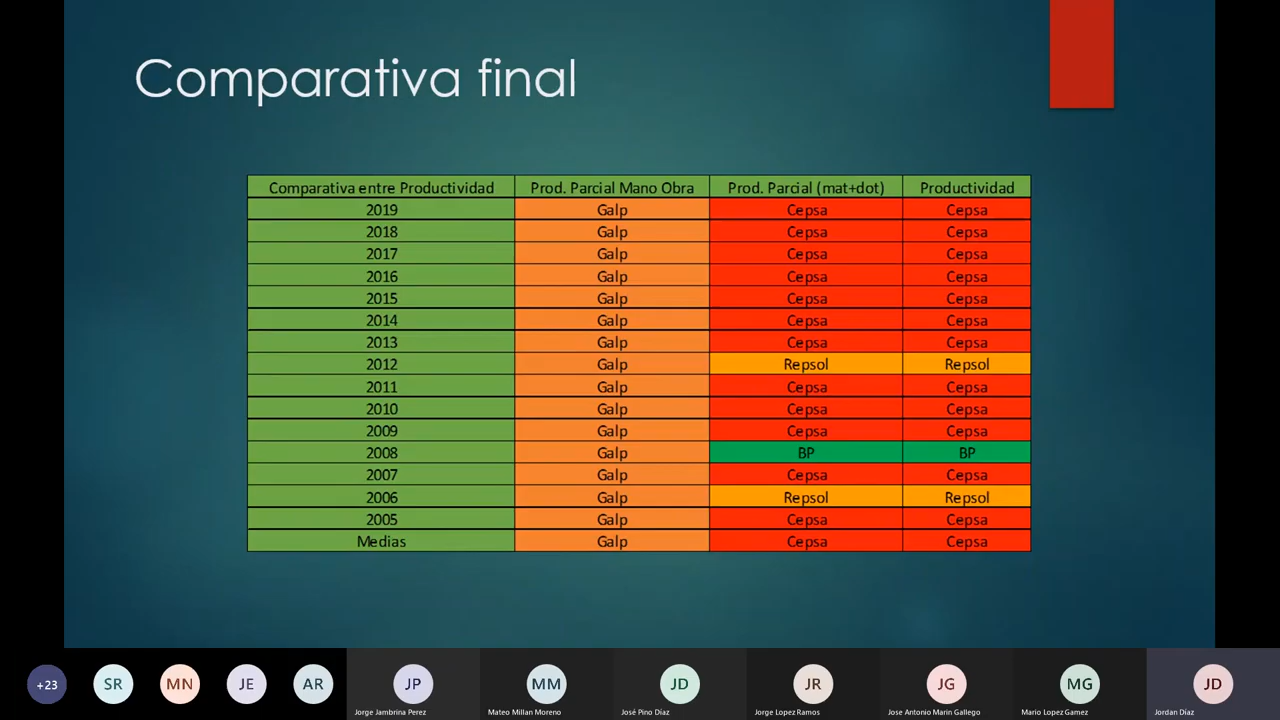 Comparativa final
Comparativa entre Productividad Prod. Parcial Mano Obra Prod. Parcial (mat+dot) Productividad
2019 Galp Cepsa Cepsa
2018 Galp Cepsa Cepsa
2017 Galp Cepsa Cepsa
2016 Galp Cepsa Cepsa
2015 Galp Cepsa Cepsa
2014 Galp Cepsa Cepsa
2013 Galp Cepsa Cepsa
2012 Galp Repsol Repsol
2011 Galp Cepsa Cepsa
2010 Galp Cepsa Cepsa
2009 Galp Cepsa Cepsa
2008 Galp BP BP
2007 Galp Cepsa Cepsa
2006 Galp Repsol Repsol
2005 Galp Cepsa Cepsa
Medias Galp Cepsa Cepsa
+23 SR MN JE AR JP MM JD JR JG MG JD
Jorge Jambrina Perez Mateo Millan Moreno José Pino Díaz Jorge Lopez Ramos Jose Antonio Marin Gallego Mario Lopez Gamez Jordan Díaz